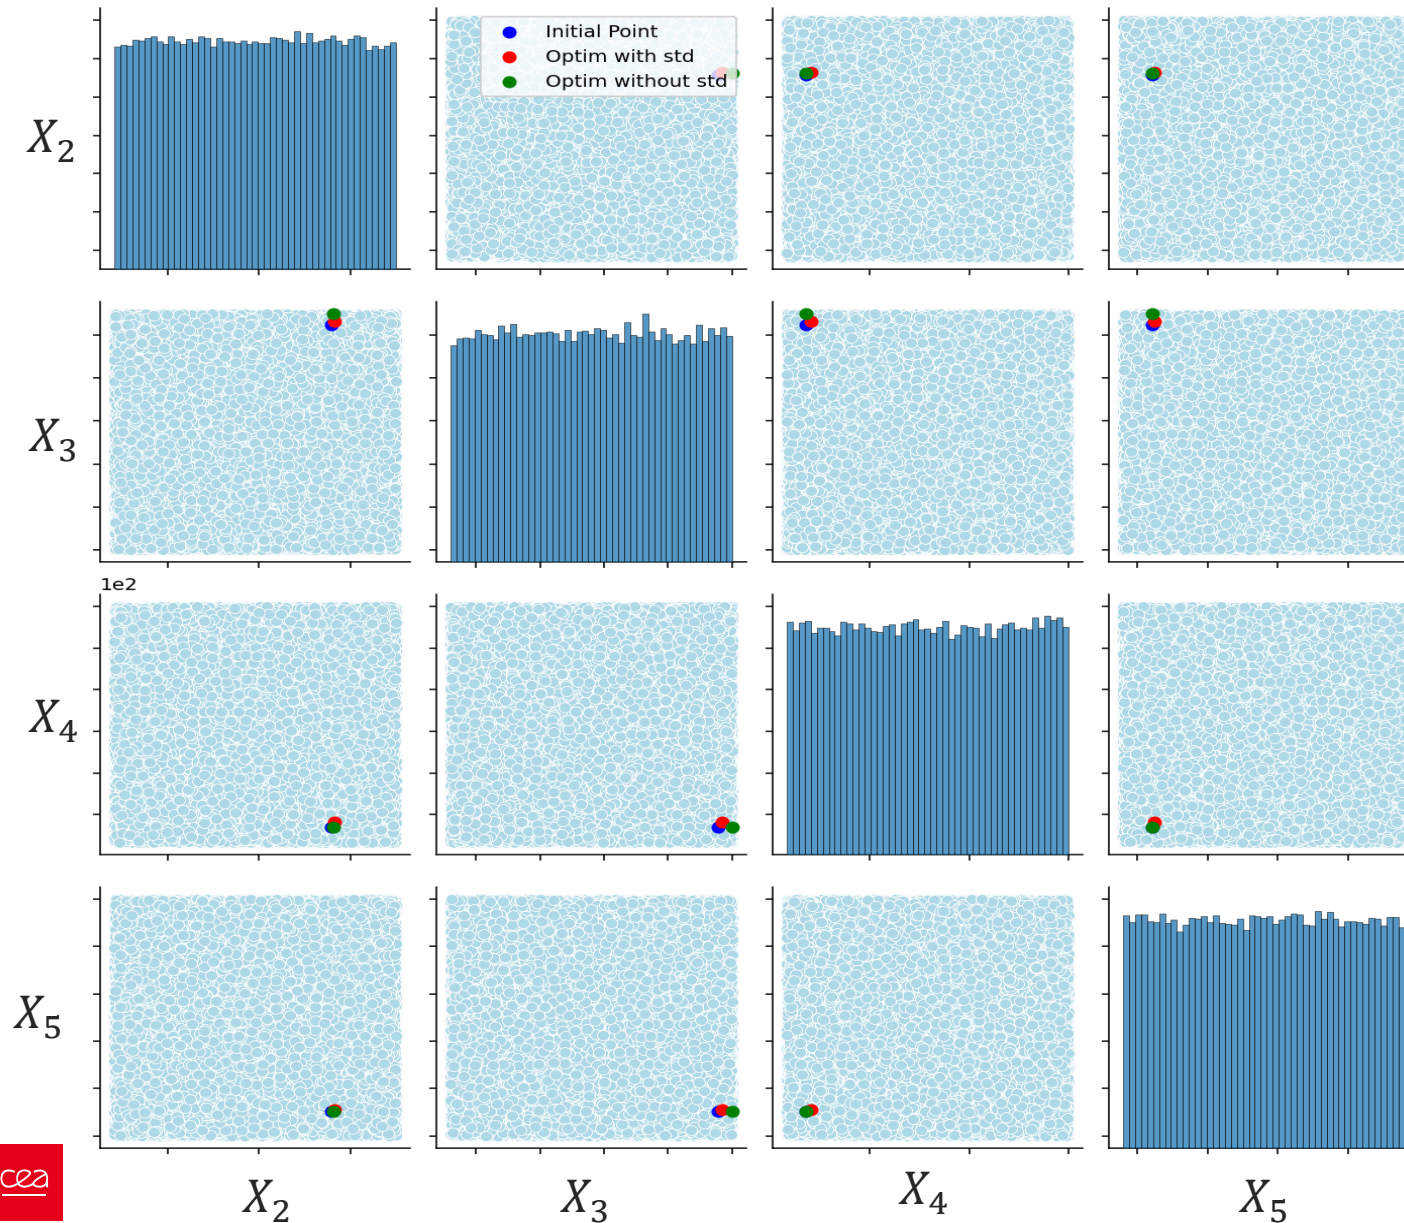 Initial Point
Optim with std
Optim without std
X₂
X₃
1e2
X₄
X₅
cea
X₂ X₃ X₄ X₅